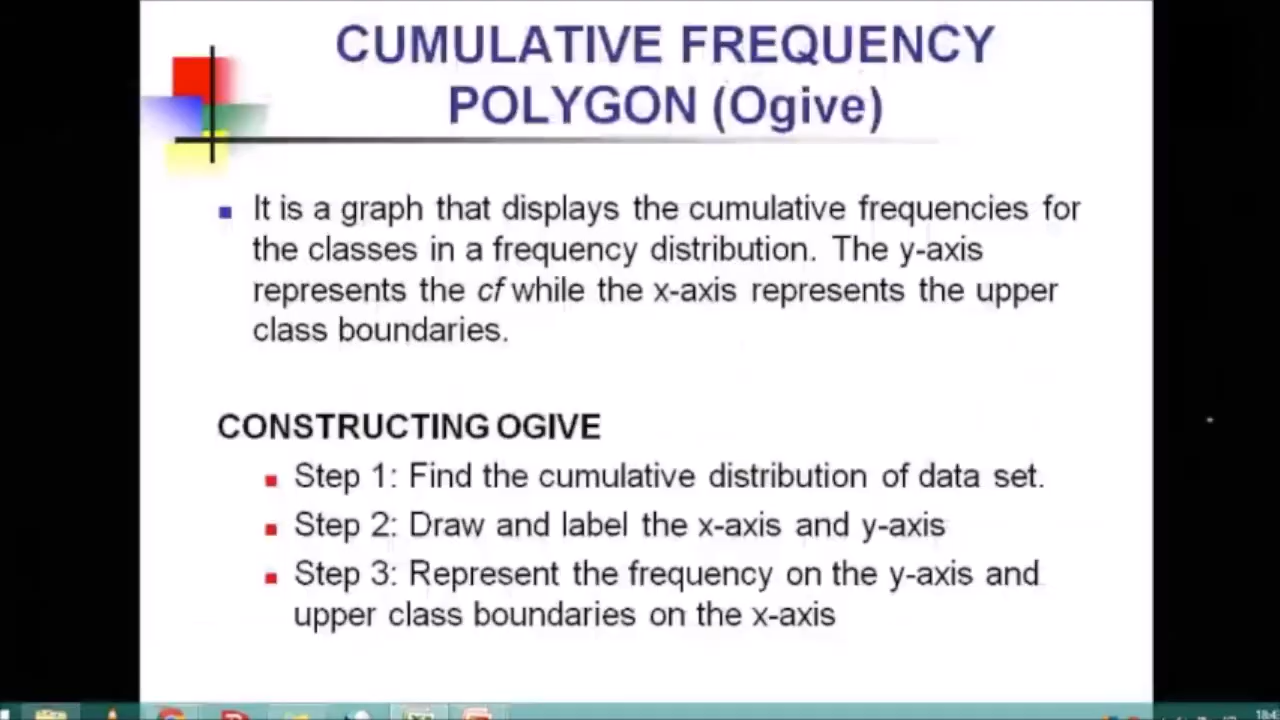 CUMULATIVE FREQUENCY
POLYGON (Ogive)
It is a graph that displays the cumulative frequencies for
the classes in a frequency distribution. The y-axis
represents the cf while the x-axis represents the upper
class boundaries.
CONSTRUCTING OGIVE
Step 1: Find the cumulative distribution of data set.
Step 2: Draw and label the x-axis and y-axis
Step 3: Represent the frequency on the y-axis and
upper class boundaries on the x-axis